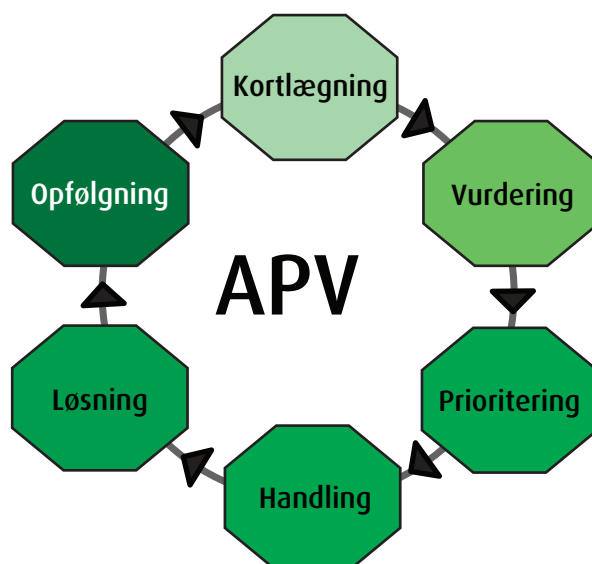 Kortlægning
Vurdering
Prioritering
Handling
Løsning
Opfølgning
APV